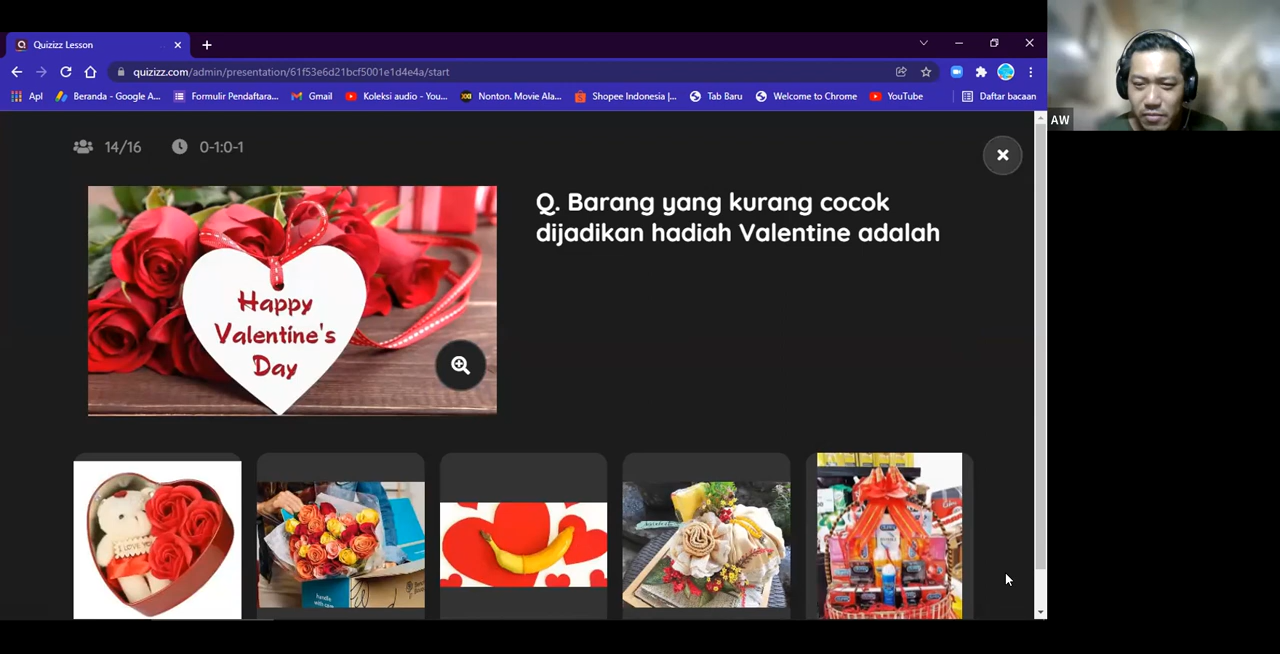 Quizizz Lesson
quizizz.com/admin/presentation/61f53e6d21bcf5001e1d4e4a/start
Apl
Beranda - Google A...
Formulir Pendaftara...
Gmail
Koleksi audio - You...
Nonton. Movie Ala...
Shopee Indonesia |...
Tab Baru
Welcome to Chrome
YouTube
Daftar bacaan
AW
14/16
0-1:0-1
Q. Barang yang kurang cocok
dijadikan hadiah Valentine adalah
Happy
Valentine's
Day
I LOVE YOU